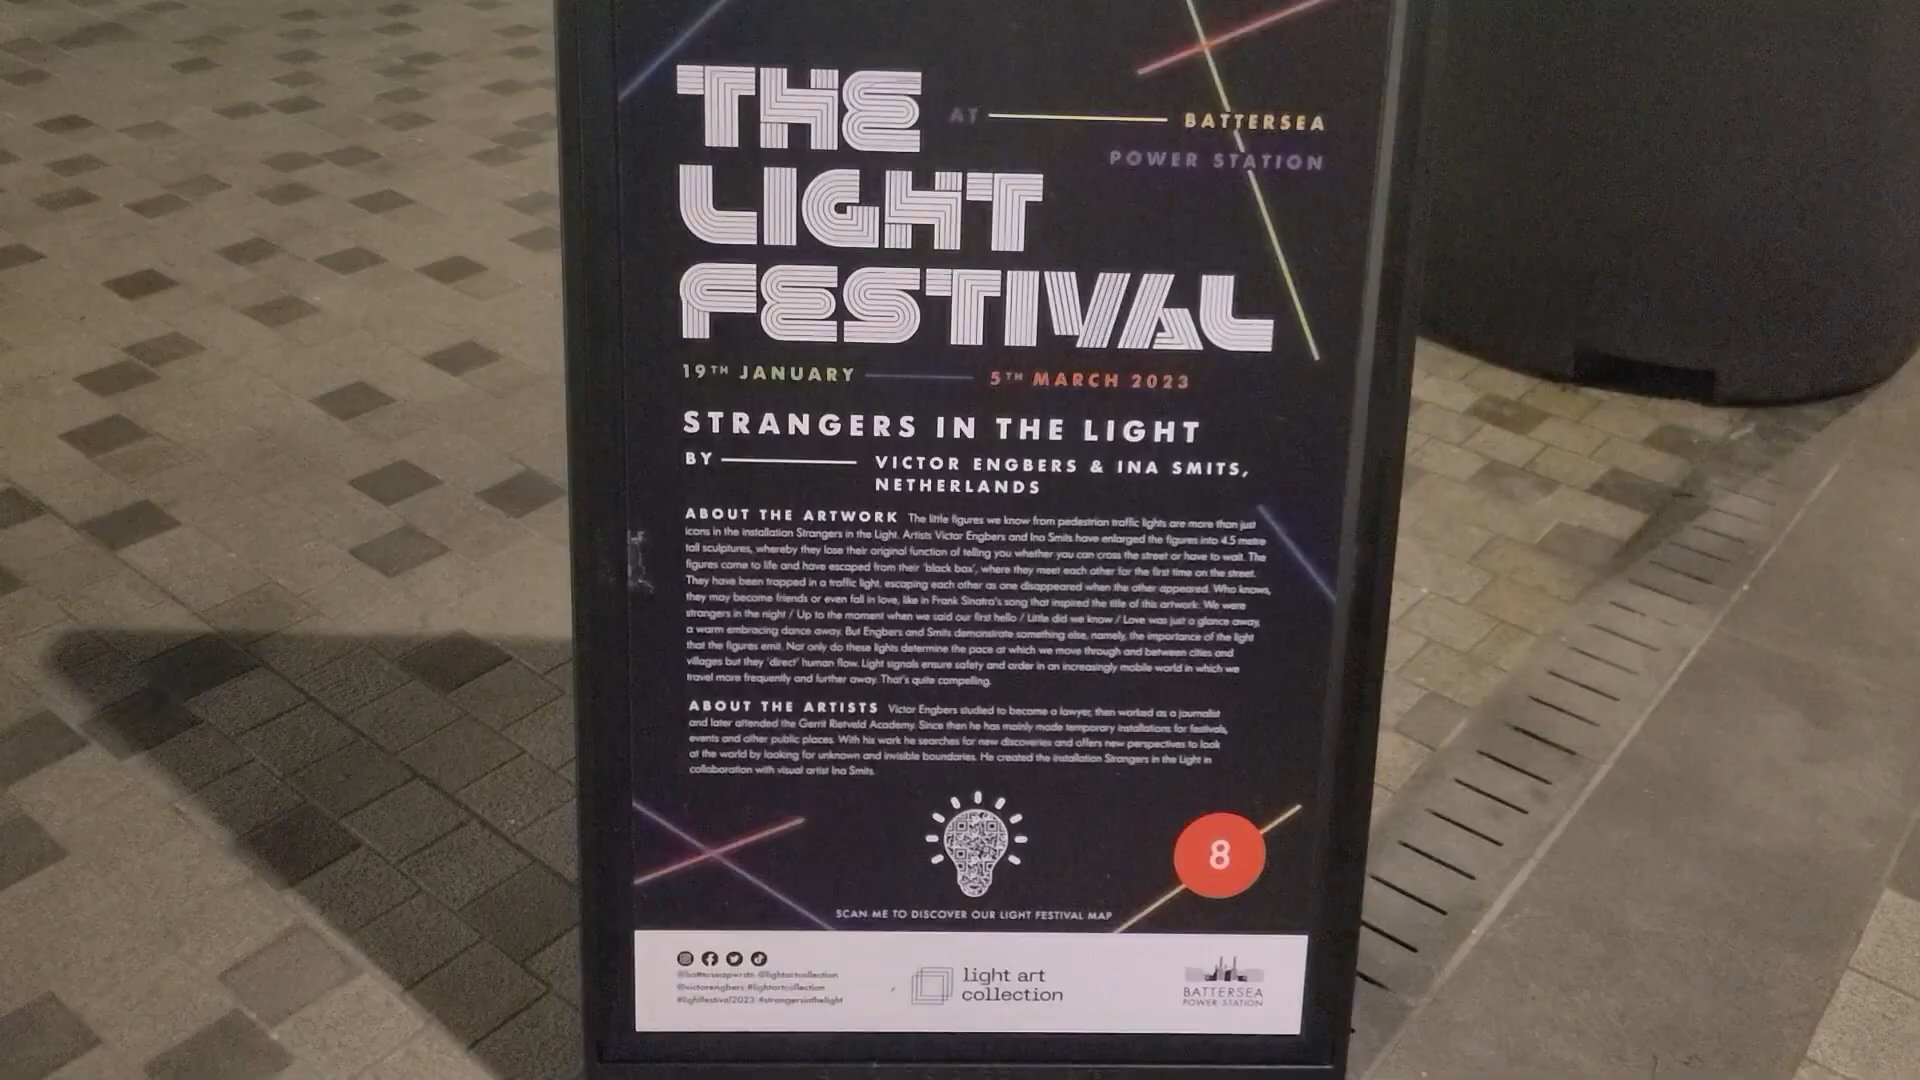 THE
LIGHT
FESTIVAL
AT BATTERSEA
POWER STATION
19TH JANUARY 5TH MARCH 2023
STRANGERS IN THE LIGHT
BY VICTOR ENGBERS & INA SMITS,
NETHERLANDS
ABOUT THE ARTWORK The little figures we know from pedestrian traffic lights are more than just
icons in the installation Strangers in the Light. Artists Victor Engbers and Ina Smits have enlarged the figures into 4.5 metre
tall sculptures, whereby they lose their original function of telling you whether you can cross the street or have to wait. The
figures come to life and have escaped from their 'black box', where they meet each other for the first time on the street.
They have been trapped in a traffic light, escaping each other as one disappeared when the other appeared. Who knows,
they may become friends or even fall in love, like in Frank Sinatra's song that inspired the title of this artwork: We were
strangers in the night / Up to the moment when we said our first hello / Little did we know / Love was just a glance away,
a warm embracing dance away. But Engbers and Smits demonstrate something else, namely, the importance of the light
that the figures emit. Not only do these lights determine the pace at which we move through and between cities and
villages but they 'direct' human flow. Light signals ensure safety and order in an increasingly mobile world in which we
travel more frequently and further away. That's quite compelling.
ABOUT THE ARTISTS Victor Engbers studied to become a lawyer, then worked as a journalist
and later attended the Gerrit Rietveld Academy. Since then he has mainly made temporary installations for festivals,
events and other public places. With his work he searches for new discoveries and offers new perspectives to look
at the world by looking for unknown and invisible boundaries. He created the installation Strangers in the Light in
collaboration with visual artist Ina Smits.
8
SCAN ME TO DISCOVER OUR LIGHT FESTIVAL MAP
@batterseapwrstn @lightartcollection
@victorengbers #lightartcollection
#lightfestival2023 #strangersinthelight
light art
collection
BATTERSEA
POWER STATION